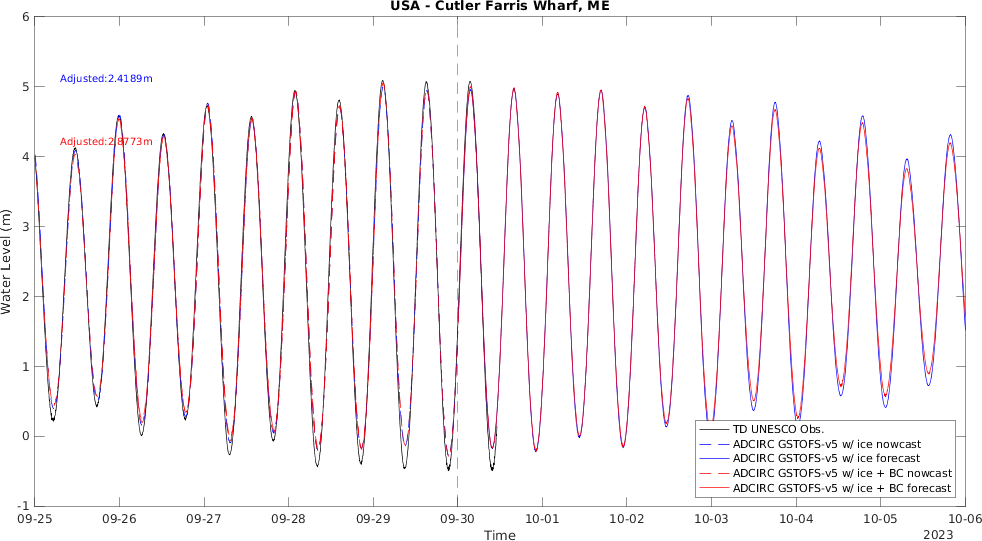 USA - Cutler Farris Wharf, ME
6
5
4
3
2
1
0
-1
Water Level (m)
Adjusted:2.4189m
Adjusted:2.8773m
TD UNESCO Obs.
ADCIRC GSTOFS-v5 w/ ice nowcast
ADCIRC GSTOFS-v5 w/ ice forecast
ADCIRC GSTOFS-v5 w/ ice + BC nowcast
ADCIRC GSTOFS-v5 w/ ice + BC forecast
09-25 09-26 09-27 09-28 09-29 09-30 10-01 10-02 10-03 10-04 10-05 10-06
Time
2023